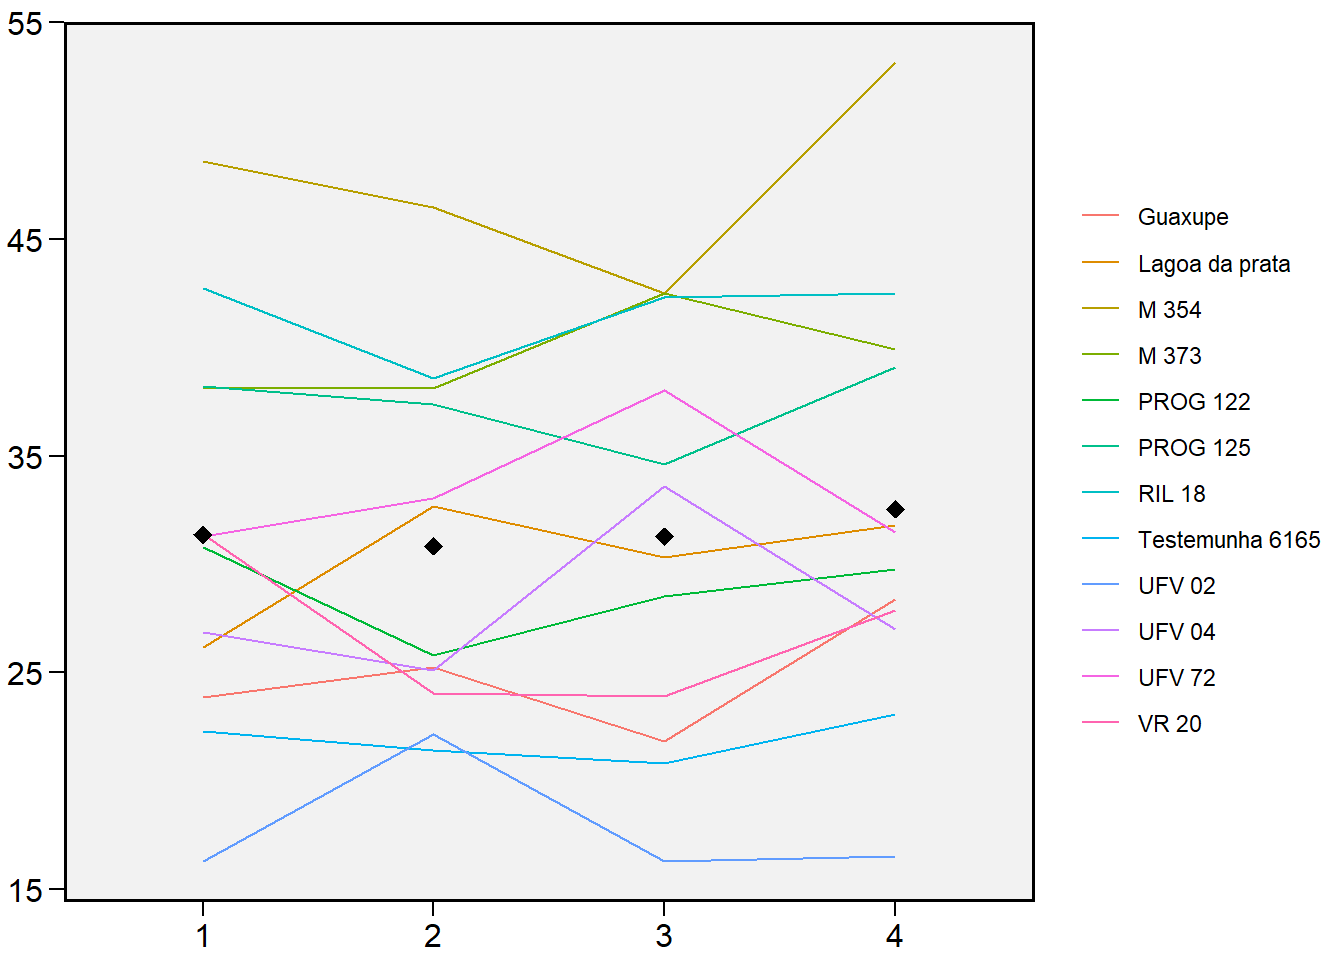 55
45
35
25
15
1 2 3 4
Guaxupe
Lagoa da prata
M 354
M 373
PROG 122
PROG 125
RIL 18
Testemunha 6165
UFV 02
UFV 04
UFV 72
VR 20